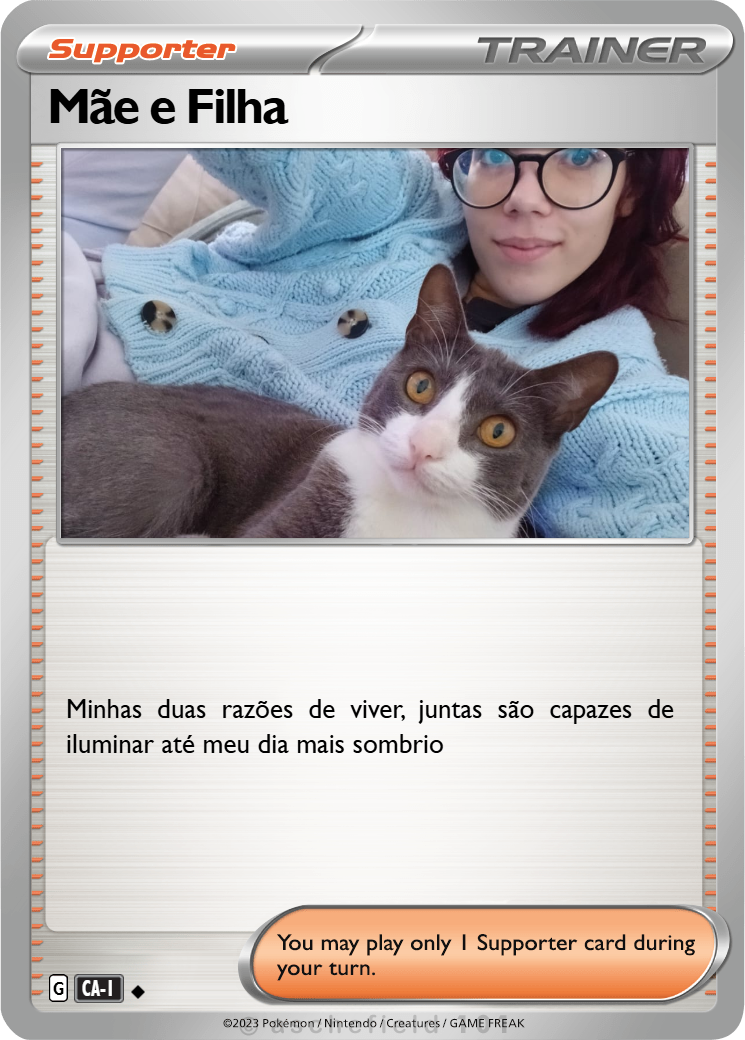 Supporter
TRAINER
Mãe e Filha
Minhas duas razões de viver, juntas são capazes de
iluminar até meu dia mais sombrio
You may play only 1 Supporter card during
your turn.
G CA-I
©2023 Pokémon / Nintendo / Creatures / GAME FREAK